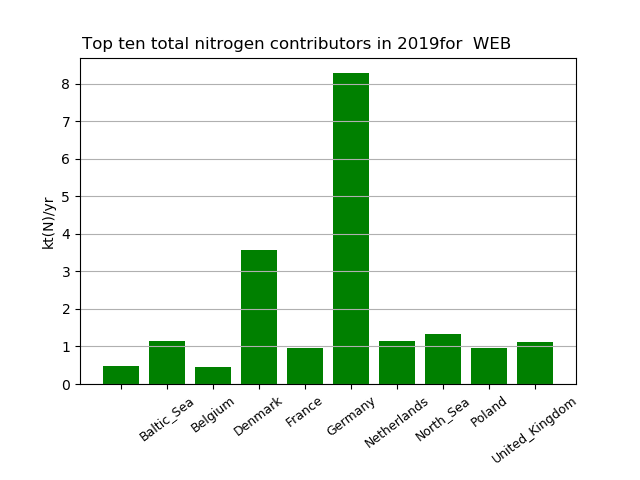 Top ten total nitrogen contributors in 2019for  WEB
8
7
6
5
4
3
2
1
0
kt(N)/yr
Baltic_Sea
Belgium
Denmark
France
Germany
Netherlands
North_Sea
Poland
United_Kingdom